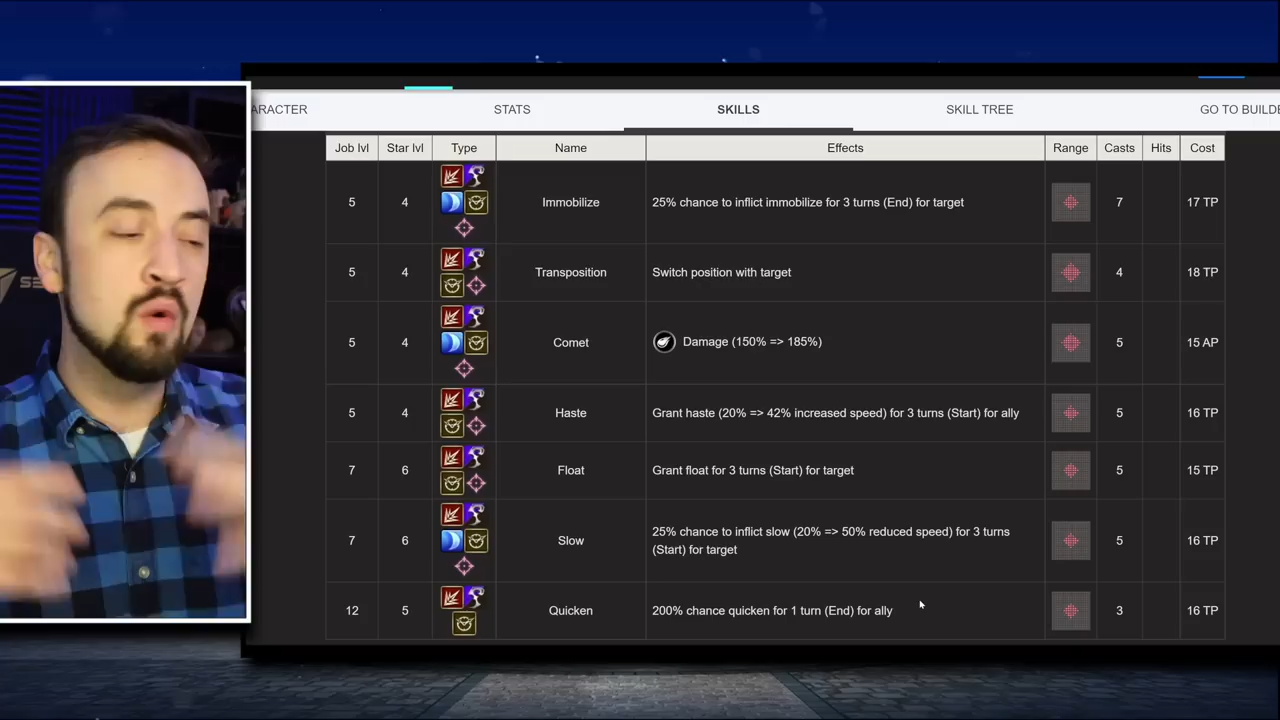 ARACTER STATS SKILLS SKILL TREE GO TO BUILDE
Job lvl Star lvl Type Name Effects Range Casts Hits Cost
5 4 Immobilize 25% chance to inflict immobilize for 3 turns (End) for target 7 17 TP
5 4 Transposition Switch position with target 4 18 TP
5 4 Comet Damage (150% => 185%) 5 15 AP
5 4 Haste Grant haste (20% => 42% increased speed) for 3 turns (Start) for ally 5 16 TP
7 6 Float Grant float for 3 turns (Start) for target 5 15 TP
7 6 Slow 25% chance to inflict slow (20% => 50% reduced speed) for 3 turns
(Start) for target 5 16 TP
12 5 Quicken 200% chance quicken for 1 turn (End) for ally 3 16 TP